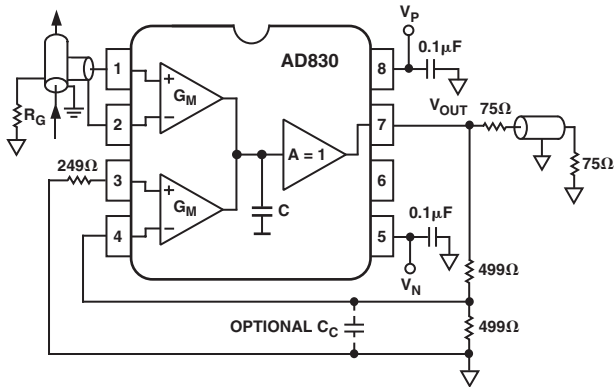 V_P
0.1μF
AD830
1
8
G_M
+
–
V_OUT
75Ω
R_G
2
7
249Ω
A = 1
75Ω
3
6
+
G_M
–
C
0.1μF
4
5
499Ω
V_N
OPTIONAL C_C
499Ω